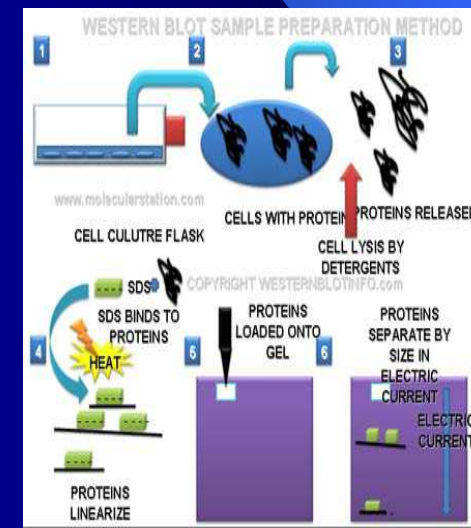 WESTERN BLOT SAMPLE PREPARATION METHOD
1
2
3
www.molecularstation.com
CELLS WITH PROTEIN
PROTEINS RELEASED
CELL CULUTRE FLASK
CELL LYSIS BY
DETERGENTS
COPYRIGHT WESTERNBLOTINFO.com
SDS
SDS BINDS TO
PROTEINS
4
HEAT
PROTEINS
LINEARIZE
5
PROTEINS
LOADED ONTO
GEL
6
PROTEINS
SEPARATE BY
SIZE IN
ELECTRIC
CURRENT
ELECTRIC
CURRENT